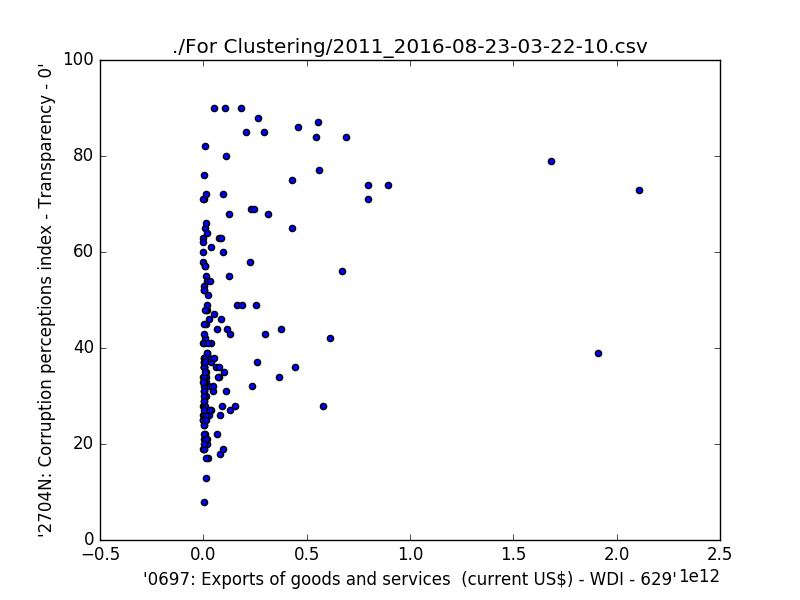 ./For Clustering/2011_2016-08-23-03-22-10.csv
'2704N: Corruption perceptions index - Transparency - 0'
100
80
60
40
20
0
−0.5 0.0 0.5 1.0 1.5 2.0 2.5
1e12
'0697: Exports of goods and services  (current US$) - WDI - 629'